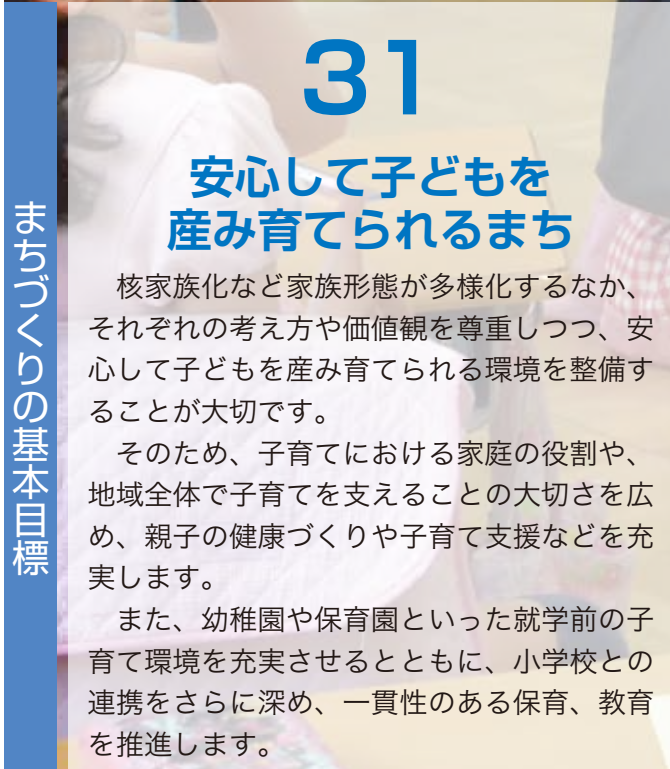 まちづくりの基本目標
31
安心して子どもを
産み育てられるまち
　核家族化など家族形態が多様化するなか、
それぞれの考え方や価値観を尊重しつつ、安
心して子どもを産み育てられる環境を整備す
ることが大切です。
　そのため、子育てにおける家庭の役割や、
地域全体で子育てを支えることの大切さを広
め、親子の健康づくりや子育て支援などを充
実します。
　また、幼稚園や保育園といった就学前の子
育て環境を充実させるとともに、小学校との
連携をさらに深め、一貫性のある保育、教育
を推進します。